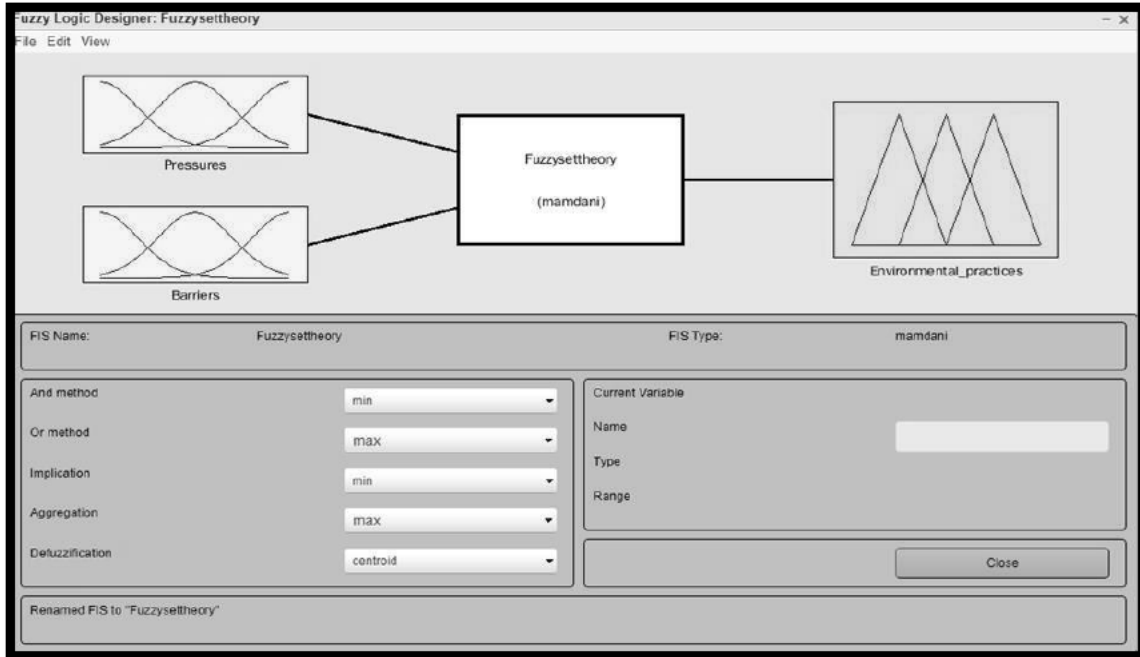 Fuzzy Logic Designer: Fuzzysettheory
File Edit View
Pressures
Barriers
Fuzzysettheory
(mamdani)
Environmental_practices
FIS Name: Fuzzysettheory FIS Type: mamdani
And method min
Or method max
Implication min
Aggregation max
Defuzzification centroid
Current Variable
Name
Type
Range
Close
Renamed FIS to "Fuzzysettheory"